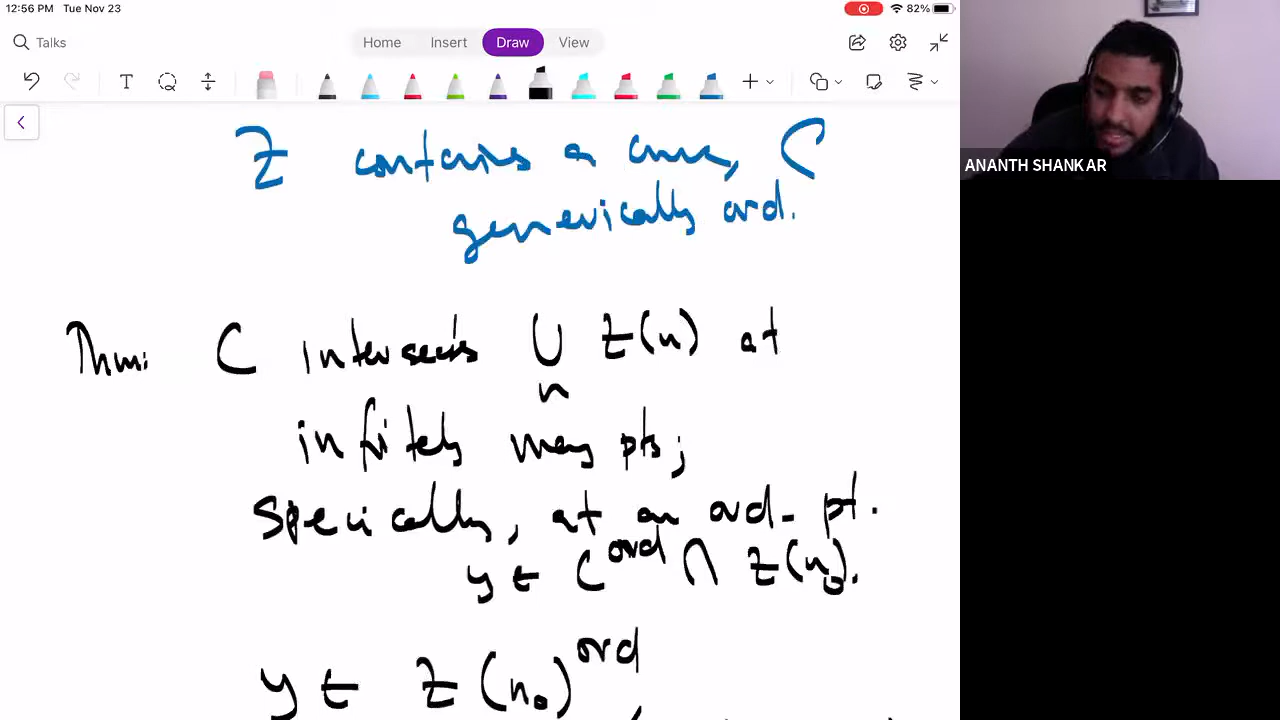 12:56 PM Tue Nov 23
82%
Talks
Home Insert Draw View
ANANTH SHANKAR
Z contains a curve, C
generically ord.
Thm: C intersects ∪ Z(n) at
n
infinitely many pts;
specically, at an ord- pt.
y ∈ C^ord ∩ Z(n₀).
y ∈ Z(n₀)^ord